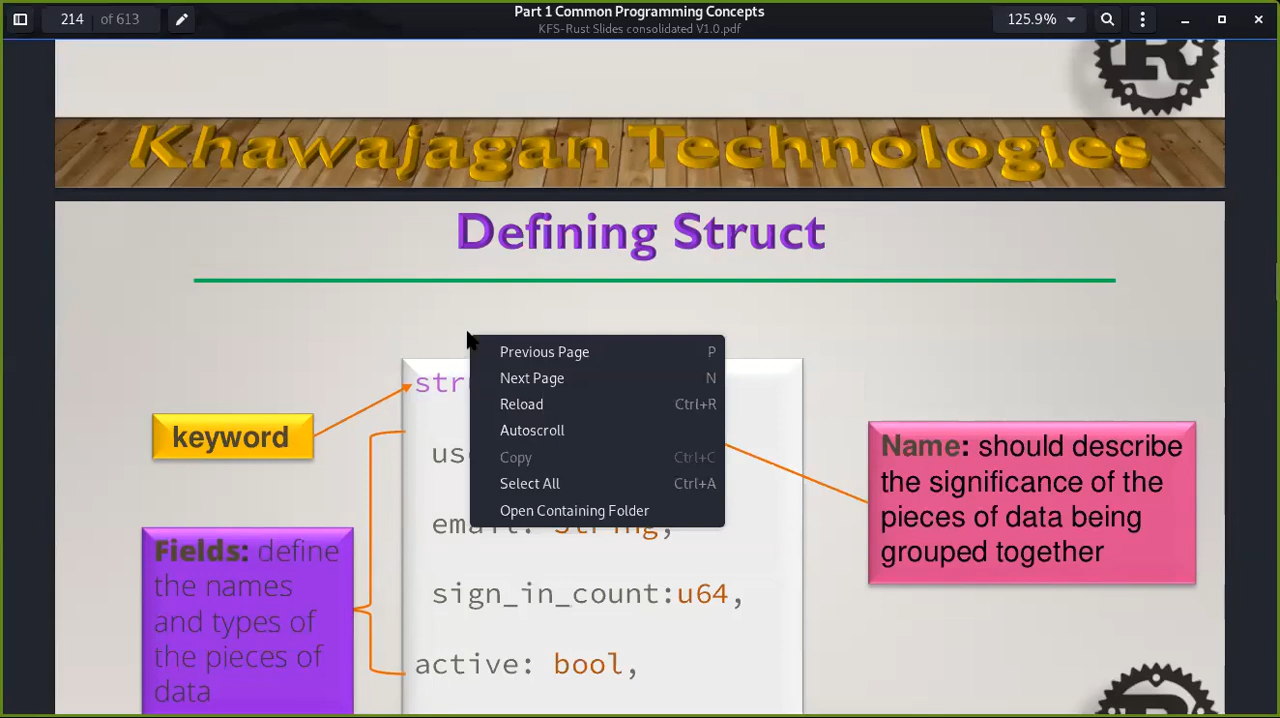 214 of 613
Part 1 Common Programming Concepts
KFS-Rust Slides consolidated V1.0.pdf
125.9%
R
Khawajagan Technologies
Defining Struct
Previous Page P
Next Page N
Reload Ctrl+R
Autoscroll
Copy Ctrl+C
Select All Ctrl+A
Open Containing Folder
keyword
Fields: define
the names
and types of
the pieces of
data
sign_in_count:u64,
active: bool,
Name: should describe
the significance of the
pieces of data being
grouped together